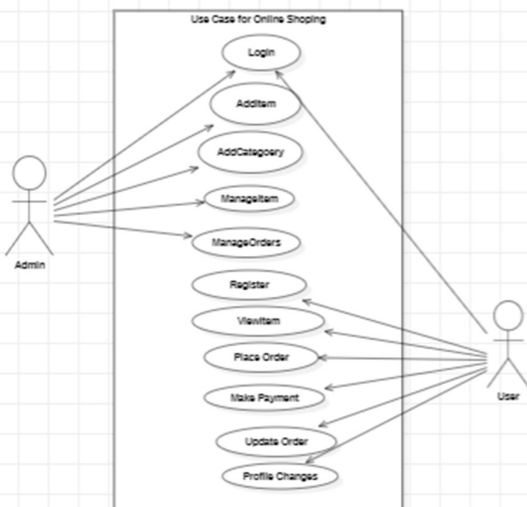 Use Case for Online Shoping
Login
AddItem
AddCategoery
ManageItem
ManageOrders
Admin
Register
ViewItem
Place Order
Make Payment
User
Update Order
Profile Changes